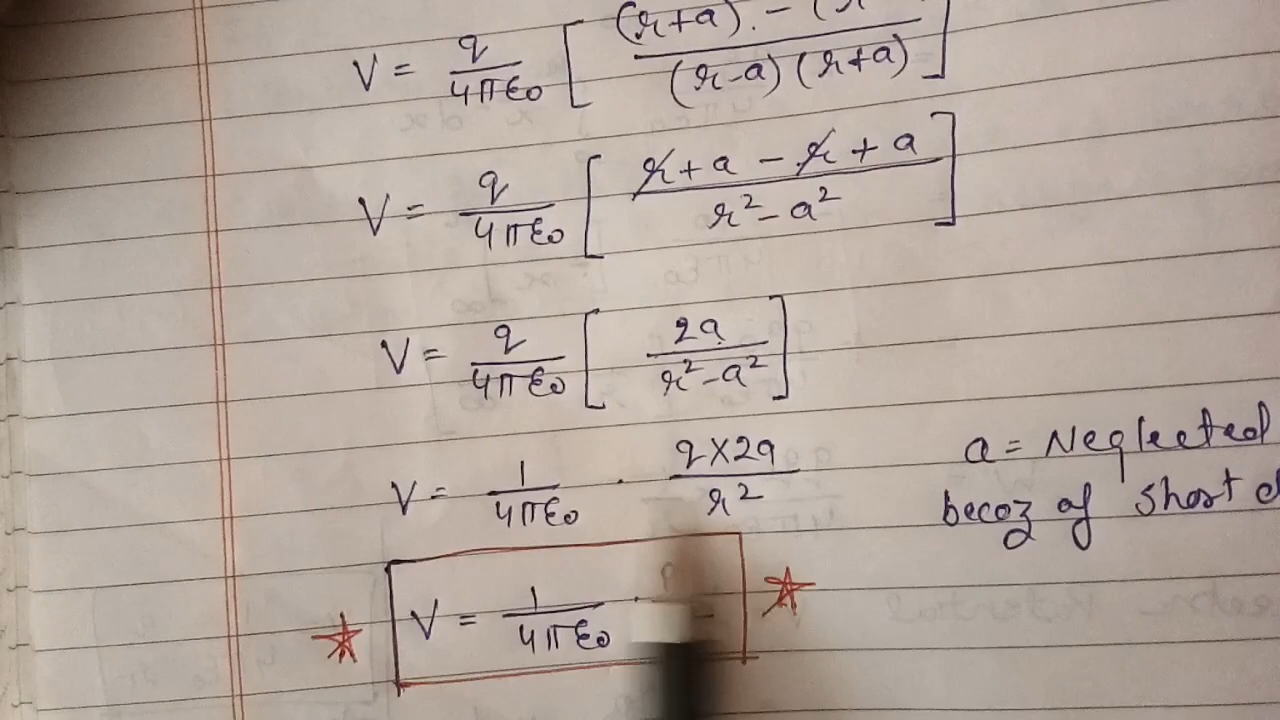 V = q/4πε₀ [ (r+a) - (r / (r-a)(r+a) ]
V = q/4πε₀ [ r+a-r+a / r²-a² ]
V = q/4πε₀ [ 2a / r²-a² ]
V = 1/4πε₀ · q×2a / r²
a = Neglected
becoz of short d
V = 1/4πε₀ ·